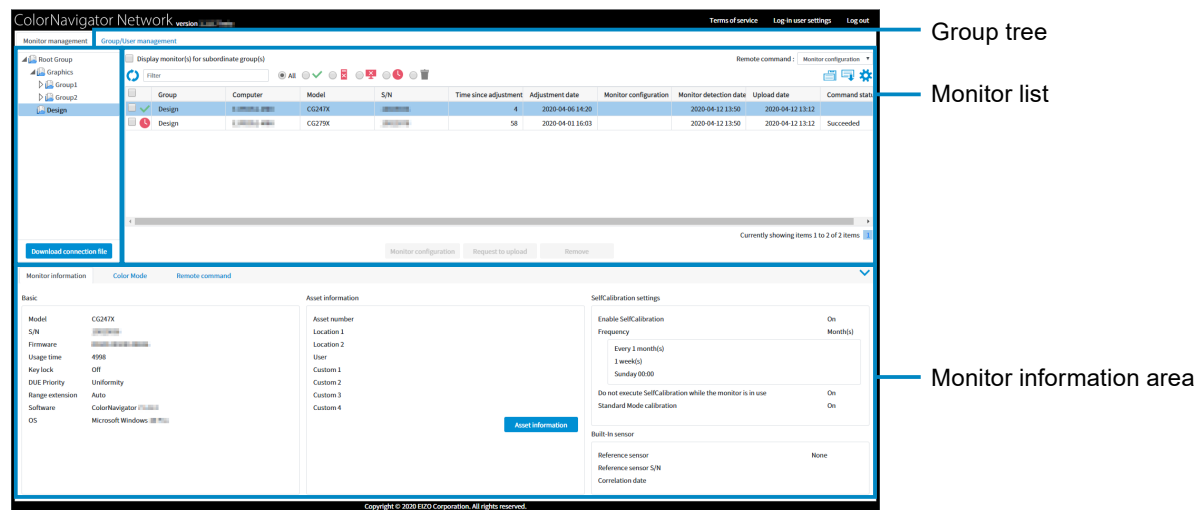 ColorNavigator Network version
Terms of service Log-in user settings Log out
Group tree
Monitor management Group/User management
Root Group
Graphics
Group1
Group2
Design
Download connection file
Display monitor(s) for subordinate group(s)
Remote command : Monitor configuration
Filter
All
Monitor list
Group Computer Model S/N Time since adjustment Adjustment date Monitor configuration Monitor detection date Upload date Command statu
Design CG247X 4 2020-04-06 14:20 2020-04-12 13:50 2020-04-12 13:12
Design CG279X 58 2020-04-01 16:03 2020-04-12 13:50 2020-04-12 13:12 Succeeded
Currently showing items 1 to 2 of 2 items 1
Monitor configuration Request to upload Remove
Monitor information Color Mode Remote command
Basic
Model CG247X
S/N
Firmware
Usage time 4998
Key lock Off
DUE Priority Uniformity
Range extension Auto
Software ColorNavigator
OS Microsoft Windows
Asset information
Asset number
Location 1
Location 2
User
Custom 1
Custom 2
Custom 3
Custom 4
Asset information
SelfCalibration settings
Enable SelfCalibration On
Frequency Month(s)
Every 1 month(s)
1 week(s)
Sunday 00:00
Do not execute SelfCalibration while the monitor is in use On
Standard Mode calibration On
Built-In sensor
Reference sensor None
Reference sensor S/N
Correlation date
Monitor information area
Copyright © 2020 EIZO Corporation. All rights reserved.